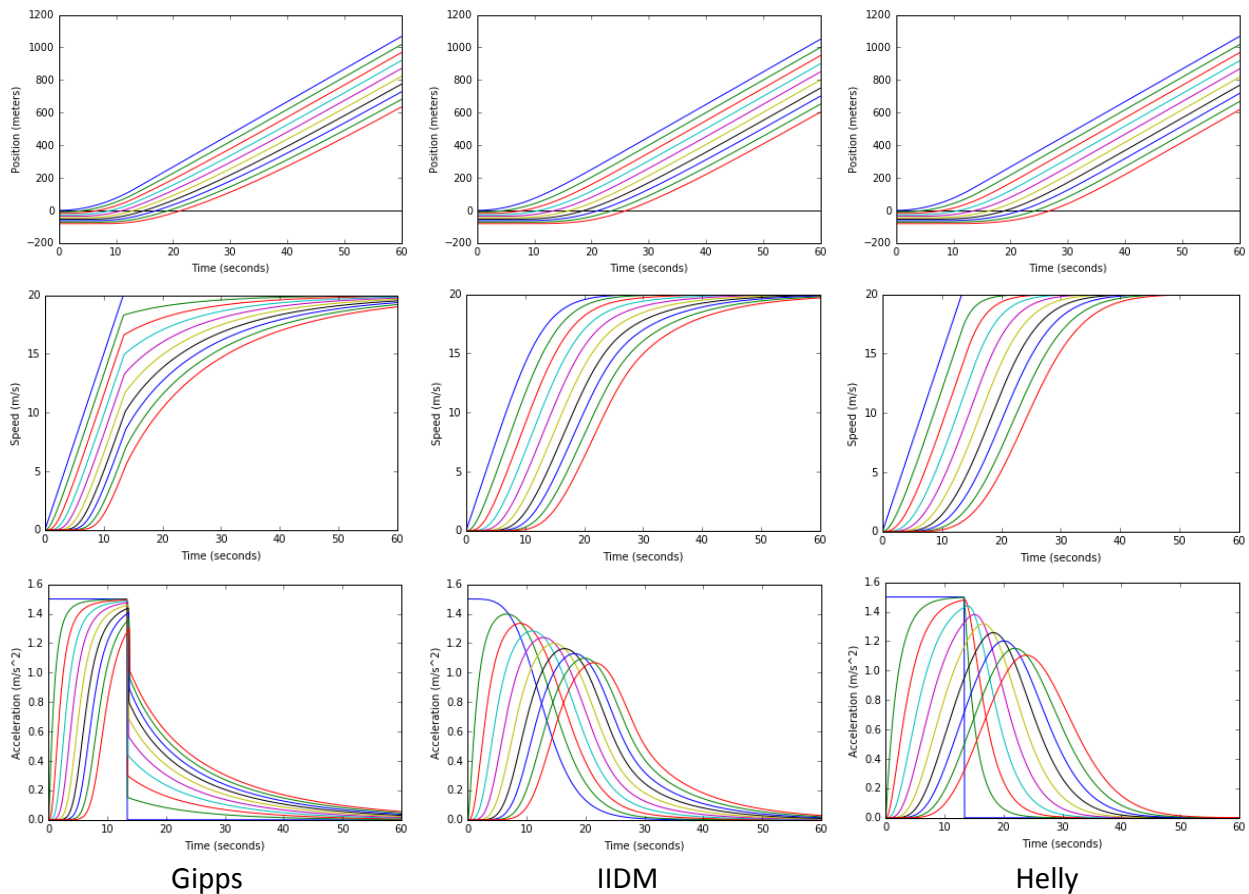 1200
1000
800
600
400
200
0
−200
Position (meters)
0 10 20 30 40 50 60
Time (seconds)
1200
1000
800
600
400
200
0
−200
Position (meters)
0 10 20 30 40 50 60
Time (seconds)
1200
1000
800
600
400
200
0
−200
Position (meters)
0 10 20 30 40 50 60
Time (seconds)
20
15
10
5
0
Speed (m/s)
0 10 20 30 40 50 60
Time (seconds)
20
15
10
5
0
Speed (m/s)
0 10 20 30 40 50 60
Time (seconds)
20
15
10
5
0
Speed (m/s)
0 10 20 30 40 50 60
Time (seconds)
1.6
1.4
1.2
1.0
0.8
0.6
0.4
0.2
0.0
Acceleration (m/s^2)
0 10 20 30 40 50 60
Time (seconds)
1.6
1.4
1.2
1.0
0.8
0.6
0.4
0.2
0.0
Acceleration (m/s^2)
0 10 20 30 40 50 60
Time (seconds)
1.6
1.4
1.2
1.0
0.8
0.6
0.4
0.2
0.0
Acceleration (m/s^2)
0 10 20 30 40 50 60
Time (seconds)
Gipps IIDM Helly